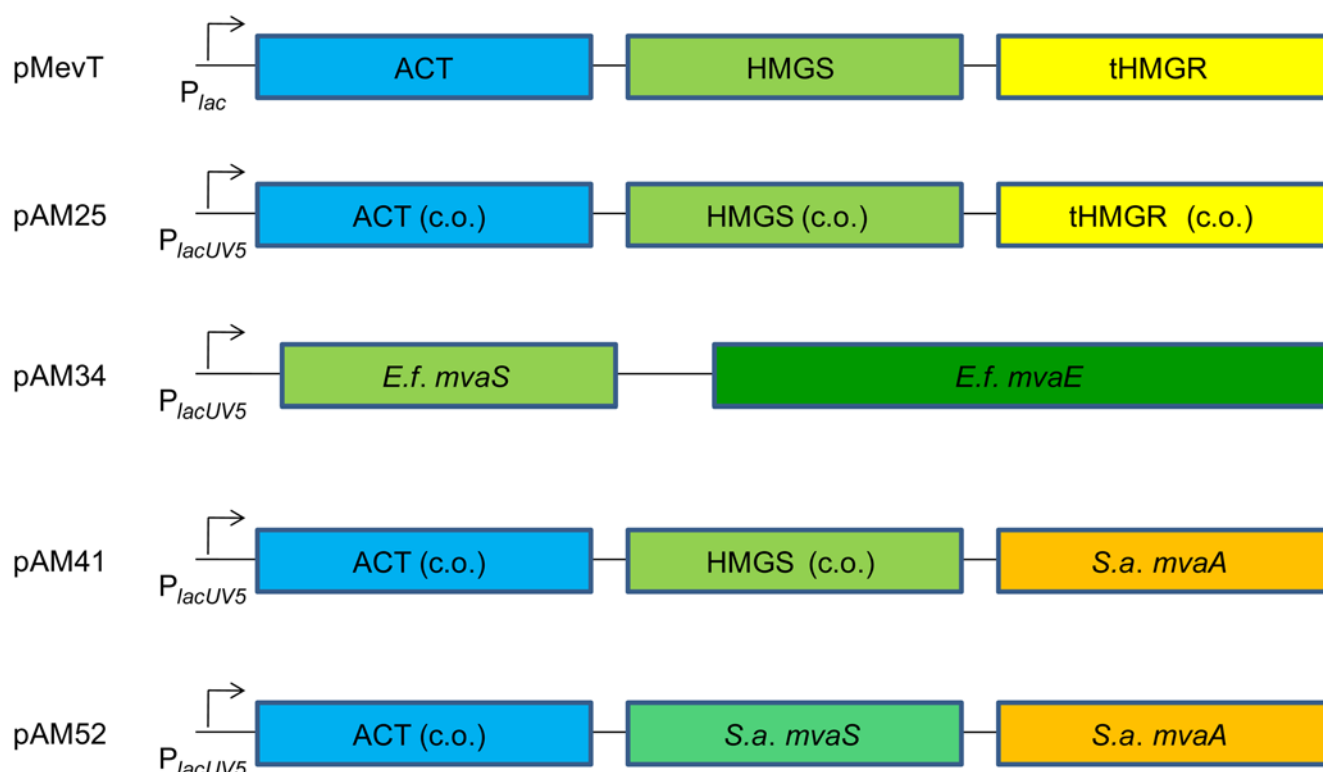 pMevT P_lac ACT HMGS tHMGR
pAM25 P_lacUV5 ACT (c.o.) HMGS (c.o.) tHMGR (c.o.)
pAM34 P_lacUV5 E.f. mvaS E.f. mvaE
pAM41 P_lacUV5 ACT (c.o.) HMGS (c.o.) S.a. mvaA
pAM52 P_lacUV5 ACT (c.o.) S.a. mvaS S.a. mvaA